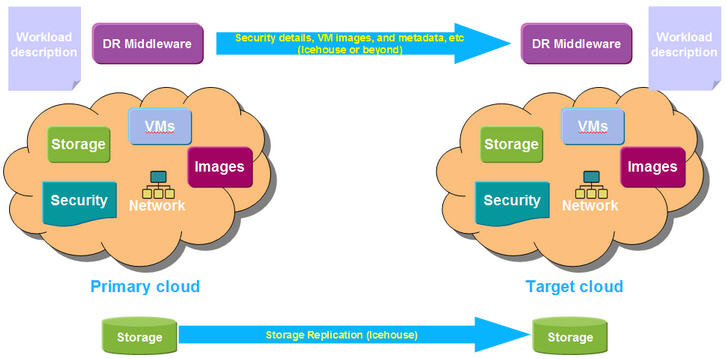 Workload
description
DR Middleware
Security details, VM images, and metadata, etc
(Icehouse or beyond)
DR Middleware
Workload
description
VMs
Storage
Images
Security
Network
VMs
Storage
Images
Security
Network
Primary cloud
Target cloud
Storage
Storage Replication (Icehouse)
Storage